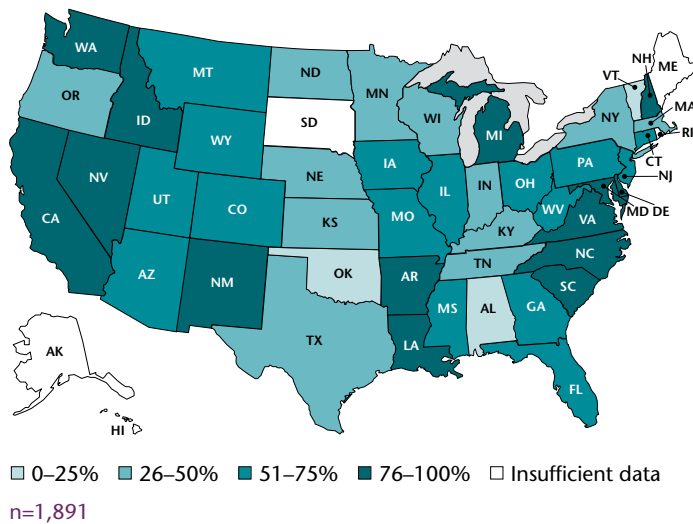 WA
MT
ND
MN
VT
NH
ME
OR
ID
WY
SD
WI
MI
NY
MA
RI
CT
NJ
NV
UT
CO
NE
IA
IL
IN
OH
PA
CA
KS
MO
KY
WV
VA
MD DE
AZ
NM
OK
AR
TN
NC
SC
TX
LA
MS
AL
GA
FL
AK
HI
0–25%
26–50%
51–75%
76–100%
Insufficient data
n=1,891